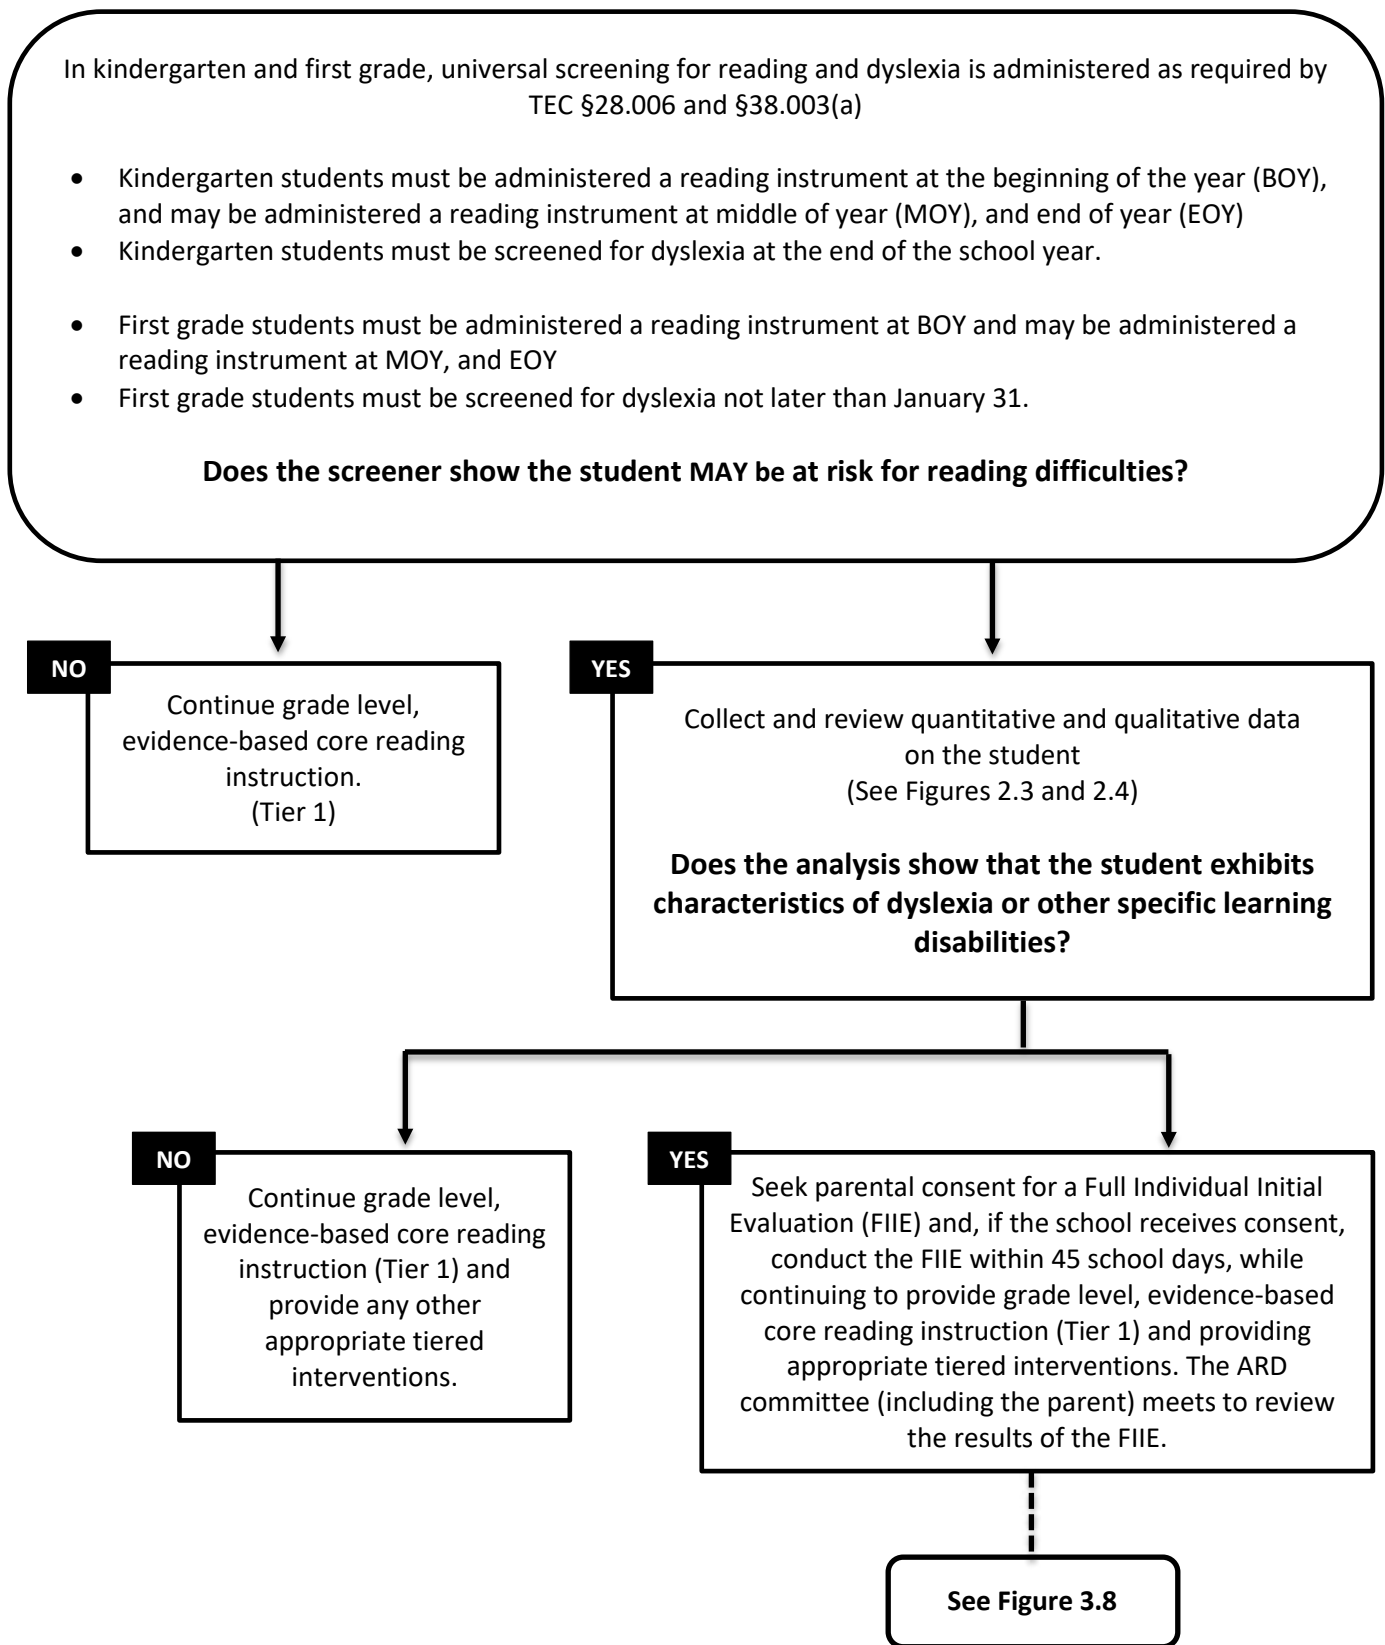 In kindergarten and first grade, universal screening for reading and dyslexia is administered as required by
TEC §28.006 and §38.003(a)
• Kindergarten students must be administered a reading instrument at the beginning of the year (BOY),
and may be administered a reading instrument at middle of year (MOY), and end of year (EOY)
• Kindergarten students must be screened for dyslexia at the end of the school year.
• First grade students must be administered a reading instrument at BOY and may be administered a
reading instrument at MOY, and EOY
• First grade students must be screened for dyslexia not later than January 31.
Does the screener show the student MAY be at risk for reading difficulties?
NO
Continue grade level,
evidence-based core reading
instruction.
(Tier 1)
YES
Collect and review quantitative and qualitative data
on the student
(See Figures 2.3 and 2.4)
Does the analysis show that the student exhibits
characteristics of dyslexia or other specific learning
disabilities?
NO
Continue grade level,
evidence-based core reading
instruction (Tier 1) and
provide any other
appropriate tiered
interventions.
YES
Seek parental consent for a Full Individual Initial
Evaluation (FIIE) and, if the school receives consent,
conduct the FIIE within 45 school days, while
continuing to provide grade level, evidence-based
core reading instruction (Tier 1) and providing
appropriate tiered interventions. The ARD
committee (including the parent) meets to review
the results of the FIIE.
See Figure 3.8